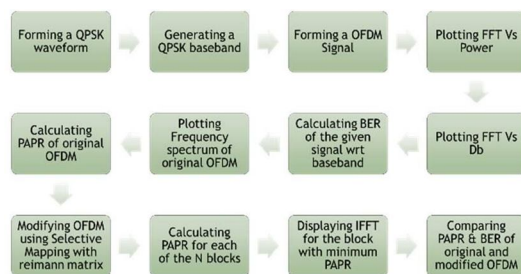 Forming a QPSK
waveform
Generating a
QPSK baseband
Forming a OFDM
Signal
Plotting FFT Vs
Power
Plotting FFT Vs
Db
Calculating BER
of the given
signal wrt
baseband
Plotting
Frequency
spectrum of
original OFDM
Calculating
PAPR of original
OFDM
Modifying OFDM
using Selective
Mapping with
reimann matrix
Calculating
PAPR for each
of the N blocks
Displaying IFFT
for the block
with minimum
PAPR
Comparing
PAPR & BER of
original and
modified OFDM